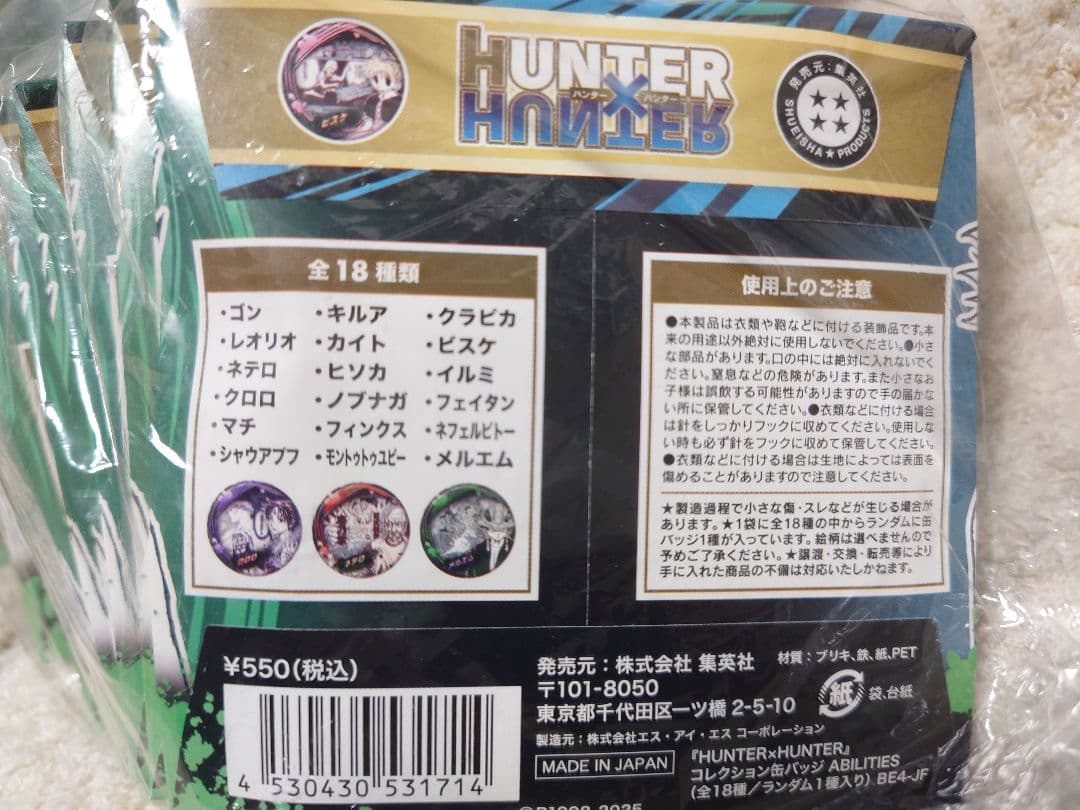 HUNTER
ハンター × ハンター
HUNTER
ビスケ
発売元：集英社
SHUEISHA★PRODUCTS
全18種類
・ゴン ・キルア ・クラピカ
・レオリオ ・カイト ・ビスケ
・ネテロ ・ヒソカ ・イルミ
・クロロ ・ノブナガ ・フェイタン
・マチ ・フィンクス ・ネフェルピトー
・シャウアプフ ・モントゥトゥユピー ・メルエム
クロロ
ネテロ
メルエム
使用上のご注意
●本製品は衣類や鞄などに付ける装飾品です。本
来の用途以外絶対に使用しないでください。●小さ
な部品があります。口の中には絶対に入れないでく
ださい。窒息などの危険があります。また小さなお
子様は誤飲する可能性がありますので手の届かな
い所に保管してください。●衣類などに付ける場合
は針をしっかりフックに収めてください。使用しな
い時も必ず針をフックに収めて保管してください。
●衣類などに付ける場合は生地によっては表面を
傷めることがありますので注意してください。
★製造過程で小さな傷・スレなどが生じる場合が
あります。★1袋に全18種の中からランダムに缶
バッジ1種が入っています。絵柄は選べませんので
予めご了承ください。★譲渡・交換・転売等により
手に入れた商品の不備は対応いたしかねます。
¥550(税込)
4 530430 531714
発売元：株式会社 集英社
〒101-8050
東京都千代田区一ツ橋 2-5-10
製造元：株式会社エス・アイ・エス コーポレーション
MADE IN JAPAN
材質：ブリキ、鉄、紙、PET
紙 袋、台紙
『HUNTER×HUNTER』
コレクション缶バッジ ABILITIES
(全18種／ランダム1種入り) BE4-JF